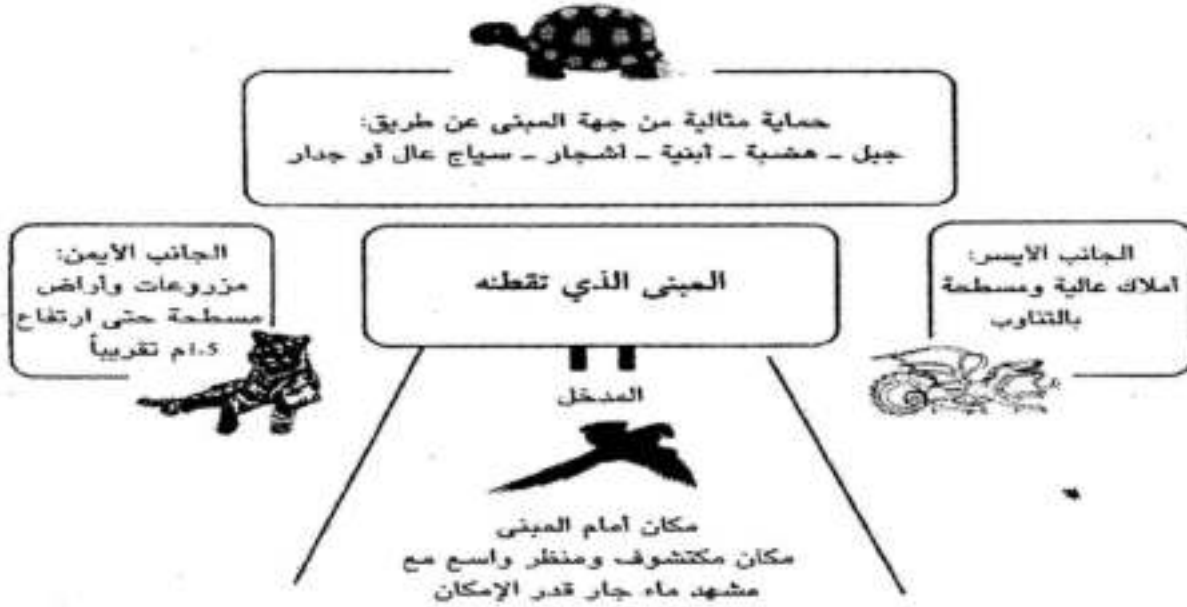 حماية مثالية من جهة المبنى عن طريق:
جبل – هضبة – أبنية – أشجار – سياج عال أو جدار
الجانب الأيسر:
أملاك عالية ومسطحة
بالتناوب
المبنى الذي تقطنه
الجانب الأيمن:
مزروعات وأراض
مسطحة حتى ارتفاع
1.5م تقريباً
المدخل
مكان أمام المبنى
مكان مكتشوف ومنظر واسع مع
مشهد ماء جار قدر الإمكان